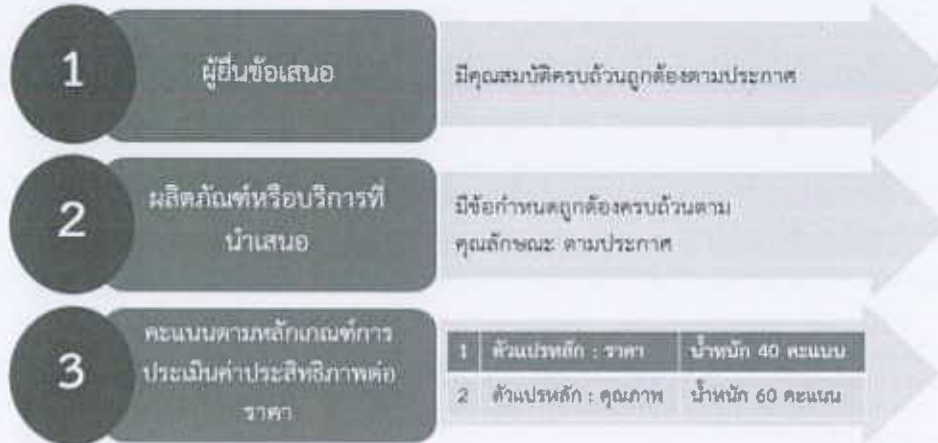 1
ผู้ยื่นข้อเสนอ
มีคุณสมบัติครบถ้วนถูกต้องตามประกาศ
2
ผลิตภัณฑ์หรือบริการที่
นำเสนอ
มีข้อกำหนดถูกต้องครบถ้วนตาม
คุณลักษณะ ตามประกาศ
3
คะแนนตามหลักเกณฑ์การ
ประเมินค่าประสิทธิภาพต่อ
ราคา
1 ตัวแปรหลัก : ราคา น้ำหนัก 40 คะแนน
2 ตัวแปรหลัก : คุณภาพ น้ำหนัก 60 คะแนน